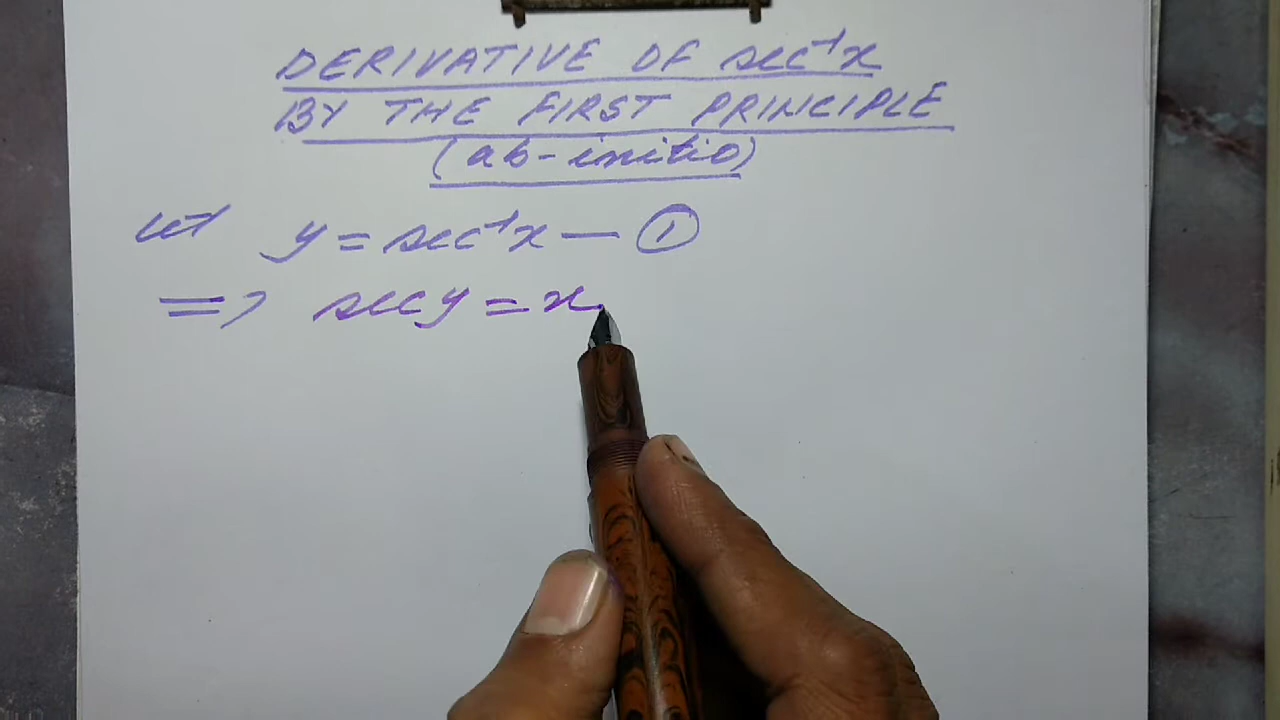 DERIVATIVE OF sec⁻¹x
BY THE FIRST PRINCIPLE
(ab-initio)
Let y = sec⁻¹x — ①
=> sec y = x